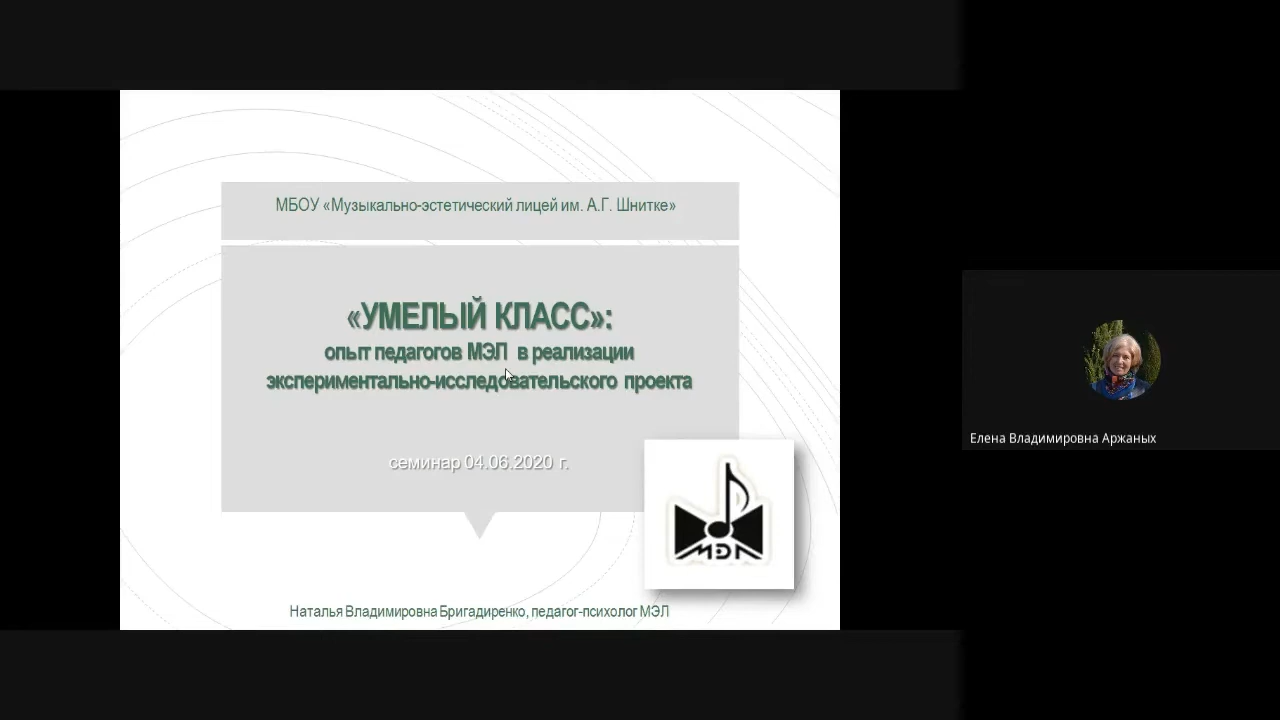 МБОУ «Музыкально-эстетический лицей им. А.Г. Шнитке»
«УМЕЛЫЙ КЛАСС»:
опыт педагогов МЭЛ в реализации
экспериментально-исследовательского проекта
семинар 04.06.2020 г.
МЭЛ
Наталья Владимировна Бригадиренко, педагог-психолог МЭЛ
Елена Владимировна Аржаных